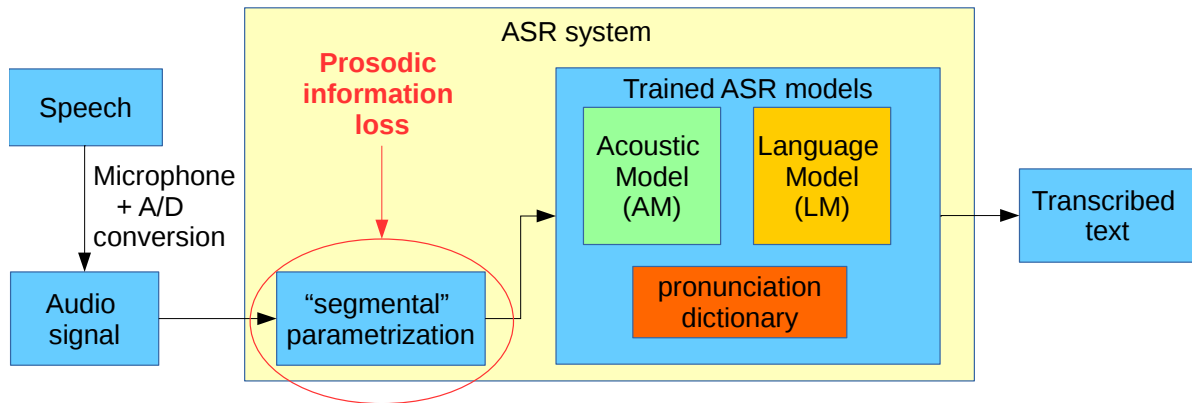 ASR system
Speech
Microphone
+ A/D
conversion
Audio
signal
Prosodic
information
loss
“segmental”
parametrization
Trained ASR models
Acoustic
Model
(AM)
Language
Model
(LM)
pronunciation
dictionary
Transcribed
text